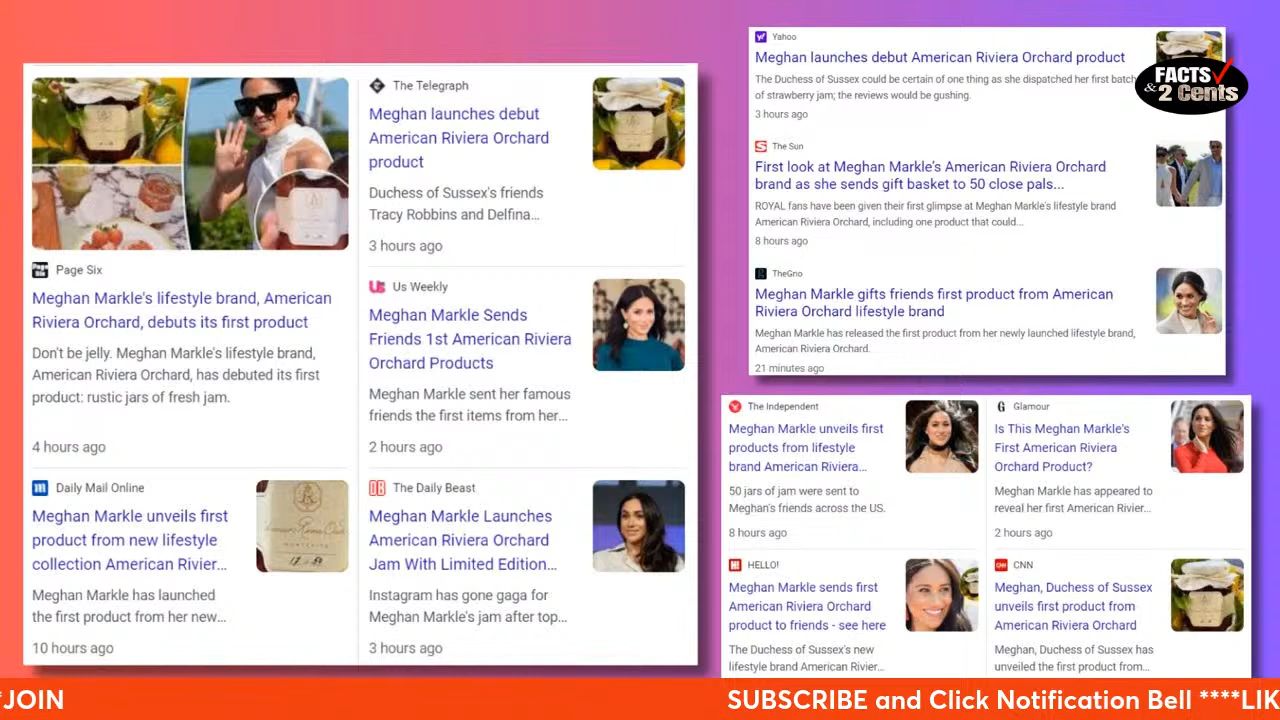 Page Six
Meghan Markle's lifestyle brand, American
Riviera Orchard, debuts its first product
Don't be jelly. Meghan Markle's lifestyle brand,
American Riviera Orchard, has debuted its first
product: rustic jars of fresh jam.
4 hours ago
Daily Mail Online
Meghan Markle unveils first
product from new lifestyle
collection American Rivier...
Meghan Markle has launched
the first product from her new...
10 hours ago
The Telegraph
Meghan launches debut
American Riviera Orchard
product
Duchess of Sussex's friends
Tracy Robbins and Delfina...
3 hours ago
Us Weekly
Meghan Markle Sends
Friends 1st American Riviera
Orchard Products
Meghan Markle sent her famous
friends the first items from her...
2 hours ago
The Daily Beast
Meghan Markle Launches
American Riviera Orchard
Jam With Limited Edition...
Instagram has gone gaga for
Meghan Markle's jam after top...
3 hours ago
Yahoo
Meghan launches debut American Riviera Orchard product
The Duchess of Sussex could be certain of one thing as she dispatched her first batch
of strawberry jam; the reviews would be gushing.
3 hours ago
FACTS
& 2 Cents
The Sun
First look at Meghan Markle's American Riviera Orchard
brand as she sends gift basket to 50 close pals...
ROYAL fans have been given their first glimpse at Meghan Markle's lifestyle brand
American Riviera Orchard, including one product that could...
8 hours ago
TheGno
Meghan Markle gifts friends first product from American
Riviera Orchard lifestyle brand
Meghan Markle has released the first product from her newly launched lifestyle brand,
American Riviera Orchard.
21 minutes ago
The Independent
Meghan Markle unveils first
products from lifestyle
brand American Riviera...
50 jars of jam were sent to
Meghan's friends across the US.
8 hours ago
Glamour
Is This Meghan Markle's
First American Riviera
Orchard Product?
Meghan Markle has appeared to
reveal her first American Rivier...
2 hours ago
HELLO!
Meghan Markle sends first
American Riviera Orchard
product to friends - see here
The Duchess of Sussex's new
lifestyle brand American Rivier...
CNN
Meghan, Duchess of Sussex
unveils first product from
American Riviera Orchard
Meghan, Duchess of Sussex has
unveiled the first product from...
*JOIN
SUBSCRIBE and Click Notification Bell ****LIK